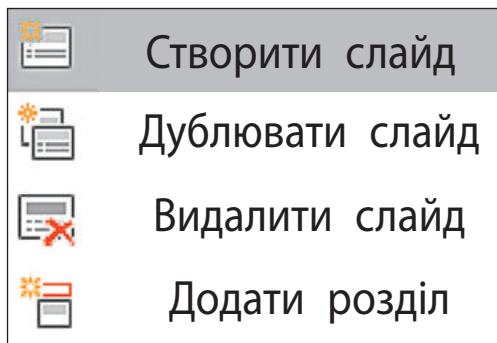 Створити слайд
Дублювати слайд
Видалити слайд
Додати розділ